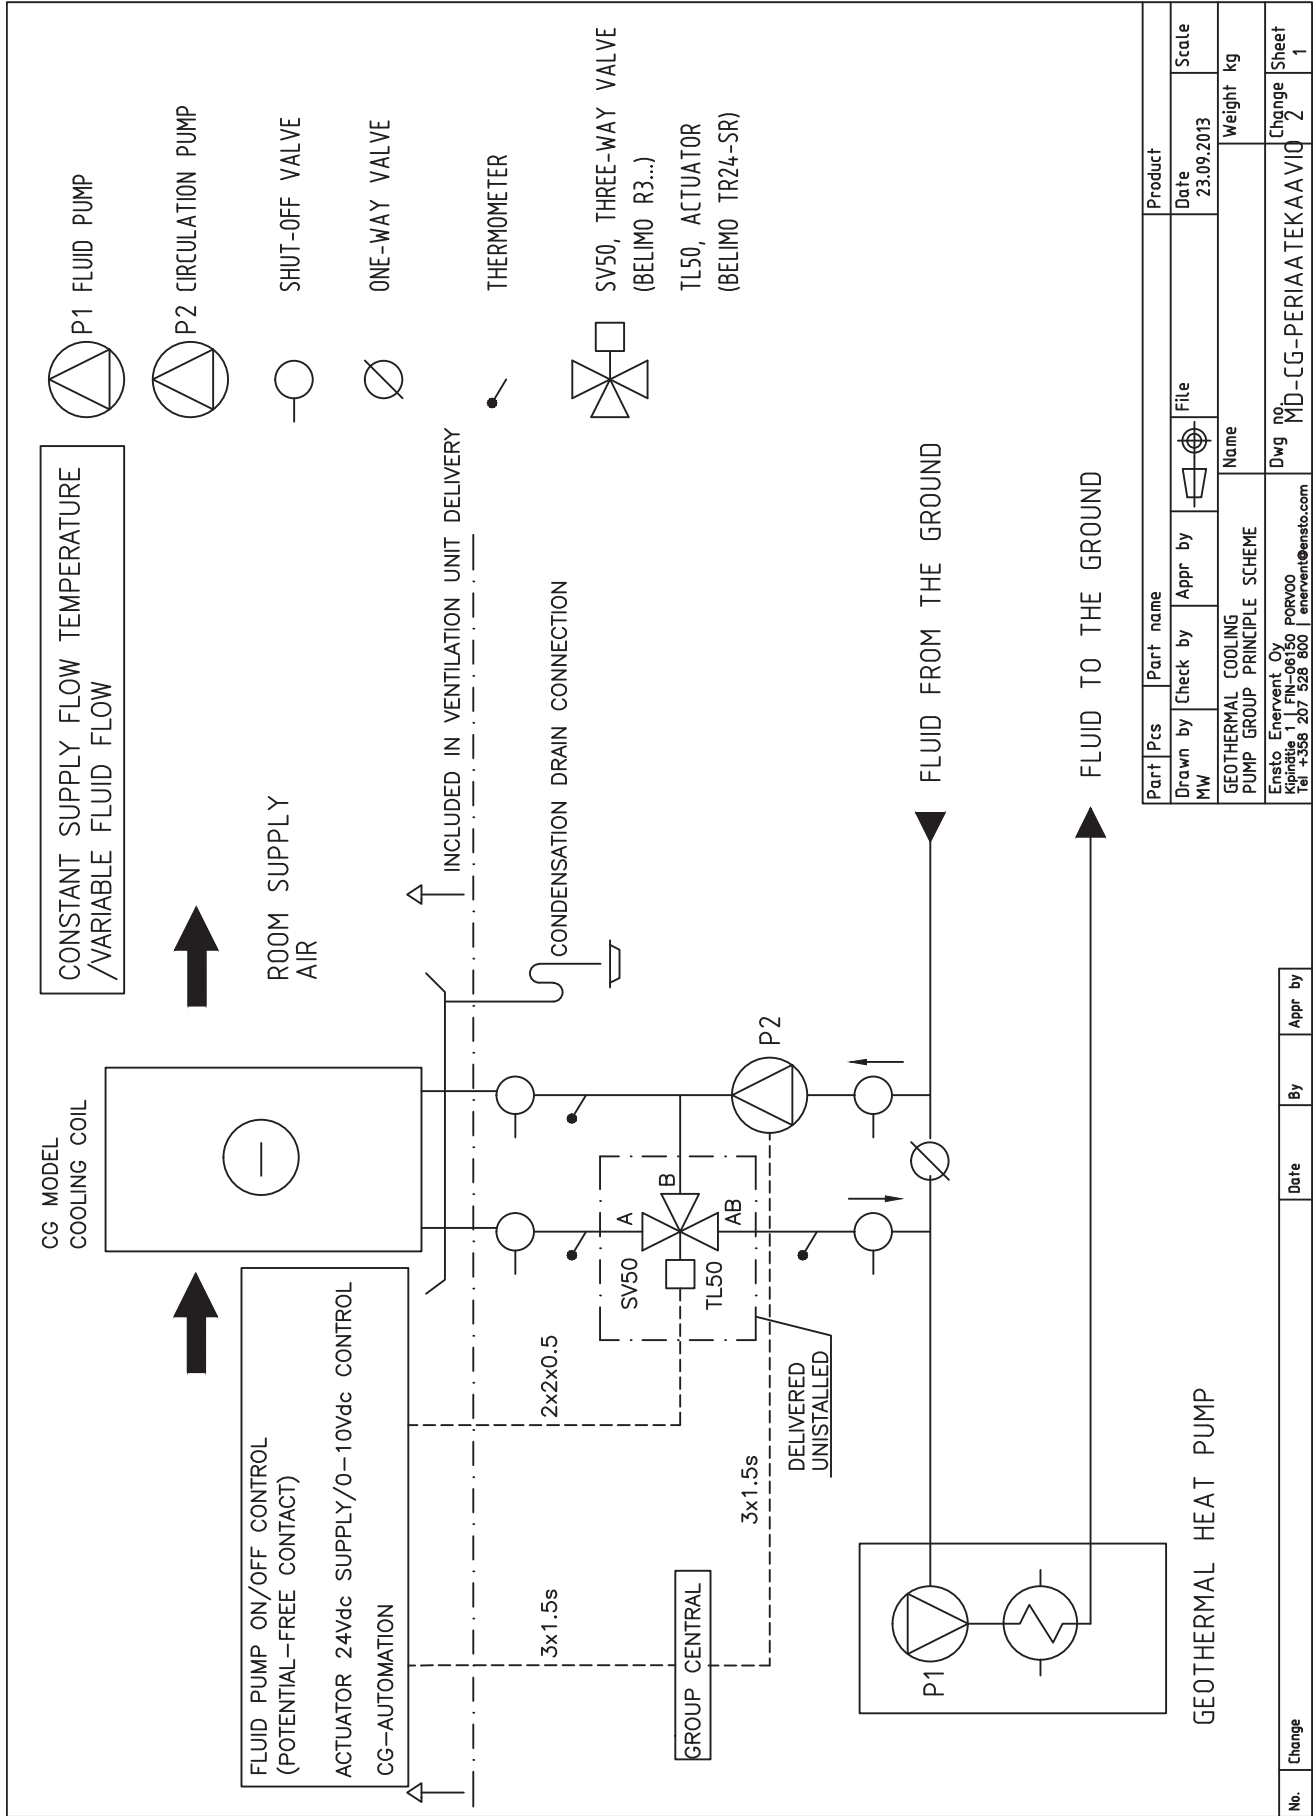 CONSTANT SUPPLY FLOW TEMPERATURE
/VARIABLE FLUID FLOW
P1 FLUID PUMP
P2 CIRCULATION PUMP
SHUT-OFF VALVE
ONE-WAY VALVE
THERMOMETER
SV50, THREE-WAY VALVE
(BELIMO R3...)
TL50, ACTUATOR
(BELIMO TR24-SR)
CG MODEL
COOLING COIL
ROOM SUPPLY
AIR
FLUID PUMP ON/OFF CONTROL
(POTENTIAL-FREE CONTACT)
ACTUATOR 24Vdc SUPPLY/0-10Vdc CONTROL
CG-AUTOMATION
INCLUDED IN VENTILATION UNIT DELIVERY
CONDENSATION DRAIN CONNECTION
3x1.5s
2x2x0.5
SV50
A
B
AB
TL50
P2
GROUP CENTRAL
3x1.5s
DELIVERED
UNISTALLED
P1
FLUID FROM THE GROUND
FLUID TO THE GROUND
GEOTHERMAL HEAT PUMP
Part
Pcs
Part name
Product
Drawn by
MW
Check by
Appr by
File
Date
23.09.2013
Scale
GEOTHERMAL COOLING
PUMP GROUP PRINCIPLE SCHEME
Name
Weight kg
Ensto Enervent Oy
Kipinätie 1 | FIN-06150 PORVOO
Tel +358 207 528 800 | enervent@ensto.com
Dwg no.
MD-CG-PERIAATEKAAVIO
Change
2
Sheet
1
No.
Change
Date
By
Appr by